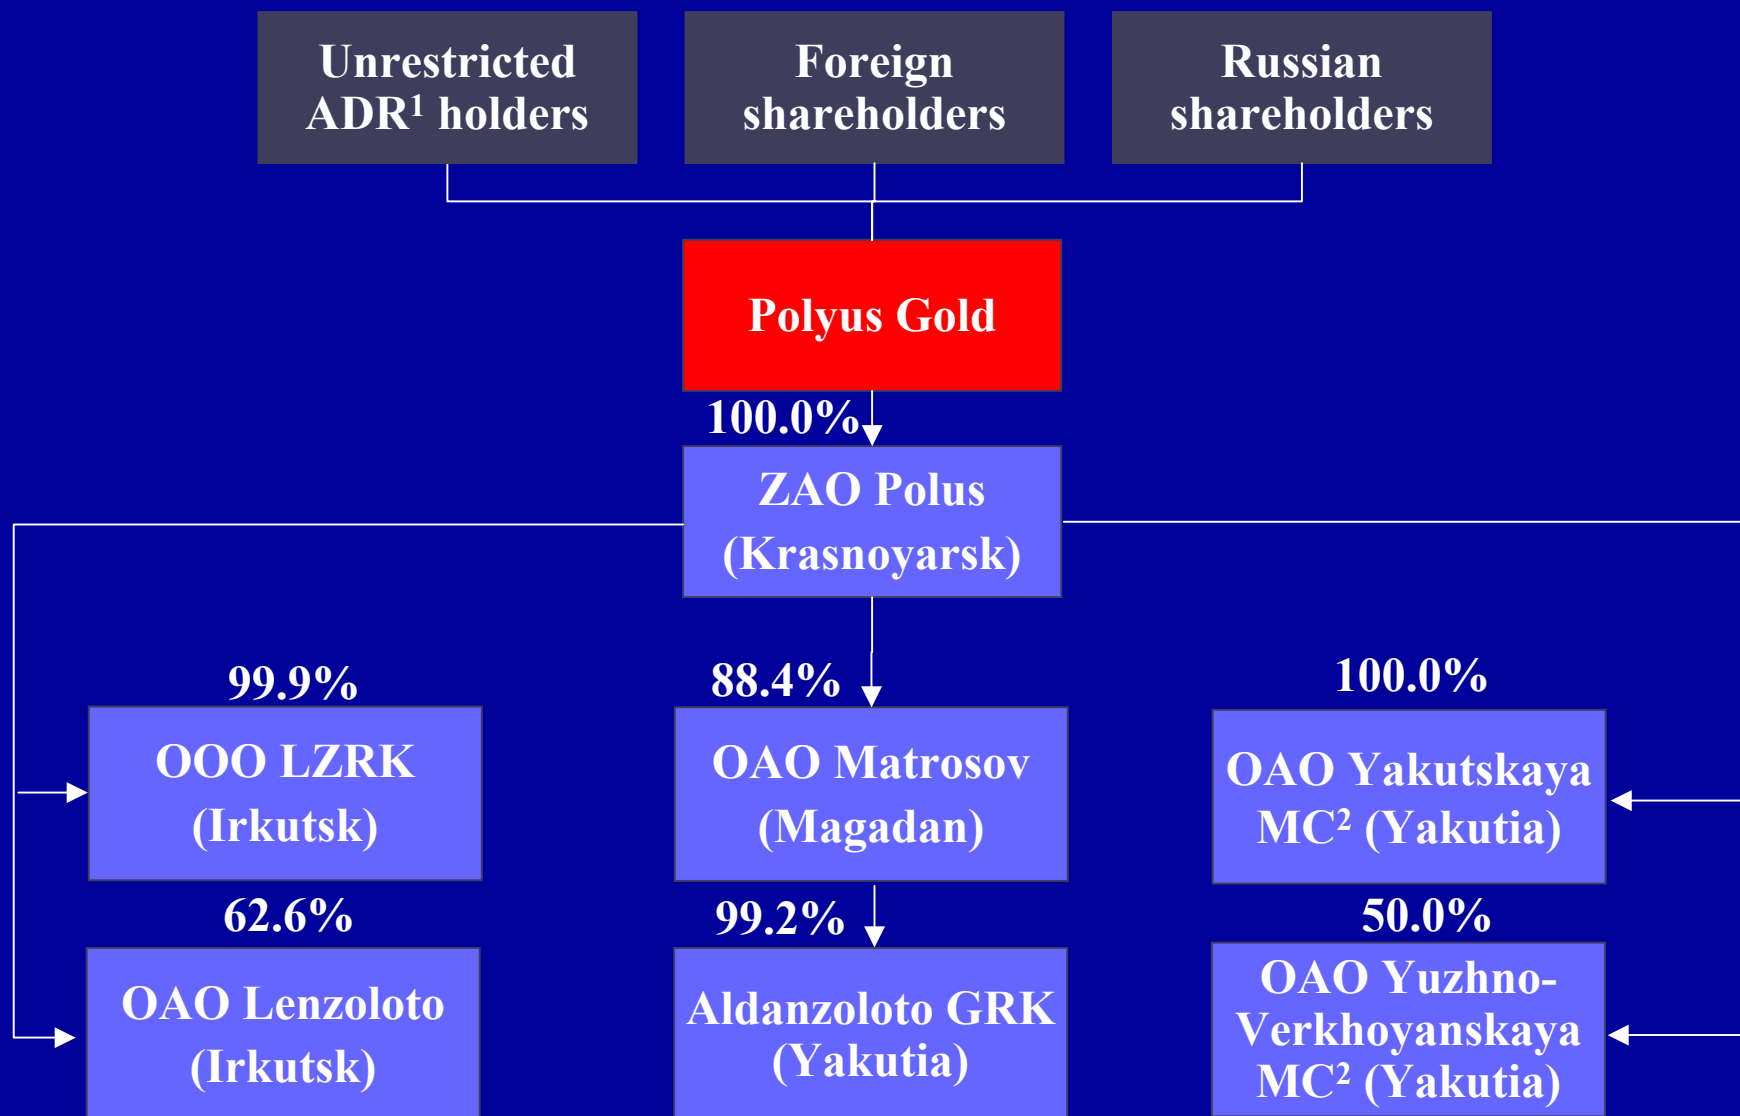 Unrestricted
ADR¹ holders
Foreign
shareholders
Russian
shareholders
Polyus Gold
100.0%
ZAO Polus
(Krasnoyarsk)
99.9%
88.4%
100.0%
OOO LZRK
(Irkutsk)
OAO Matrosov
(Magadan)
OAO Yakutskaya
MC² (Yakutia)
62.6%
99.2%
50.0%
OAO Lenzoloto
(Irkutsk)
Aldanzoloto GRK
(Yakutia)
OAO Yuzhno-
Verkhoyanskaya
MC² (Yakutia)